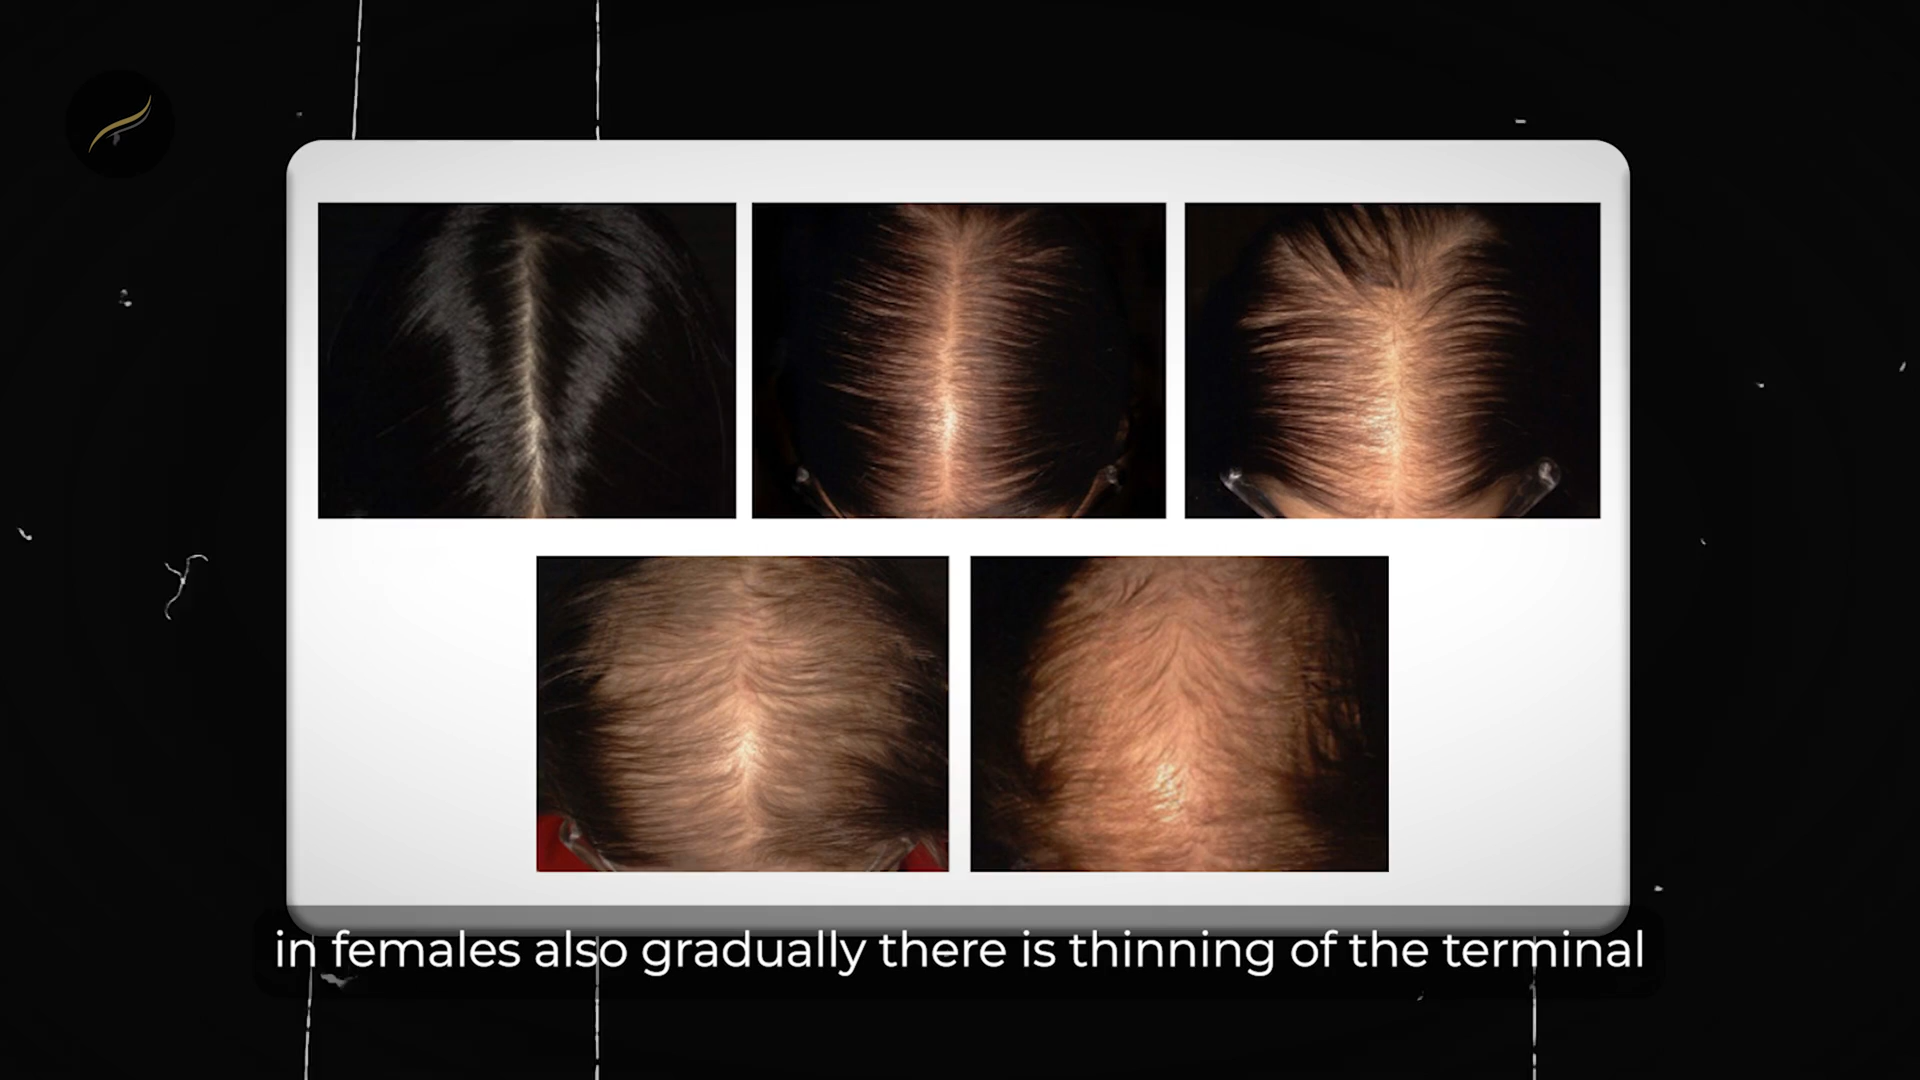 in females also gradually there is thinning of the terminal